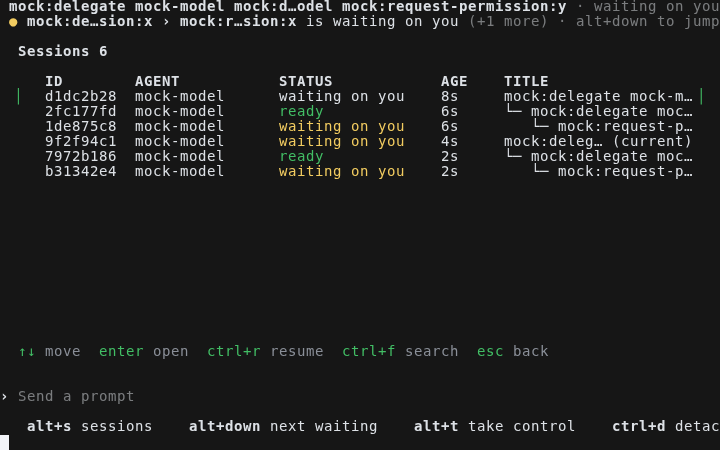 mock:delegate mock-model mock:d…odel mock:request-permission:y · waiting on you
● mock:de…sion:x › mock:r…sion:x is waiting on you (+1 more) · alt+down to jump
Sessions 6
ID AGENT STATUS AGE TITLE
d1dc2b28 mock-model waiting on you 8s mock:delegate mock-m…
2fc177fd mock-model ready 6s └─ mock:delegate moc…
1de875c8 mock-model waiting on you 6s └─ mock:request-p…
9f2f94c1 mock-model waiting on you 4s mock:deleg… (current)
7972b186 mock-model ready 2s └─ mock:delegate moc…
b31342e4 mock-model waiting on you 2s └─ mock:request-p…
↑↓ move enter open ctrl+r resume ctrl+f search esc back
› Send a prompt
alt+s sessions alt+down next waiting alt+t take control ctrl+d detac